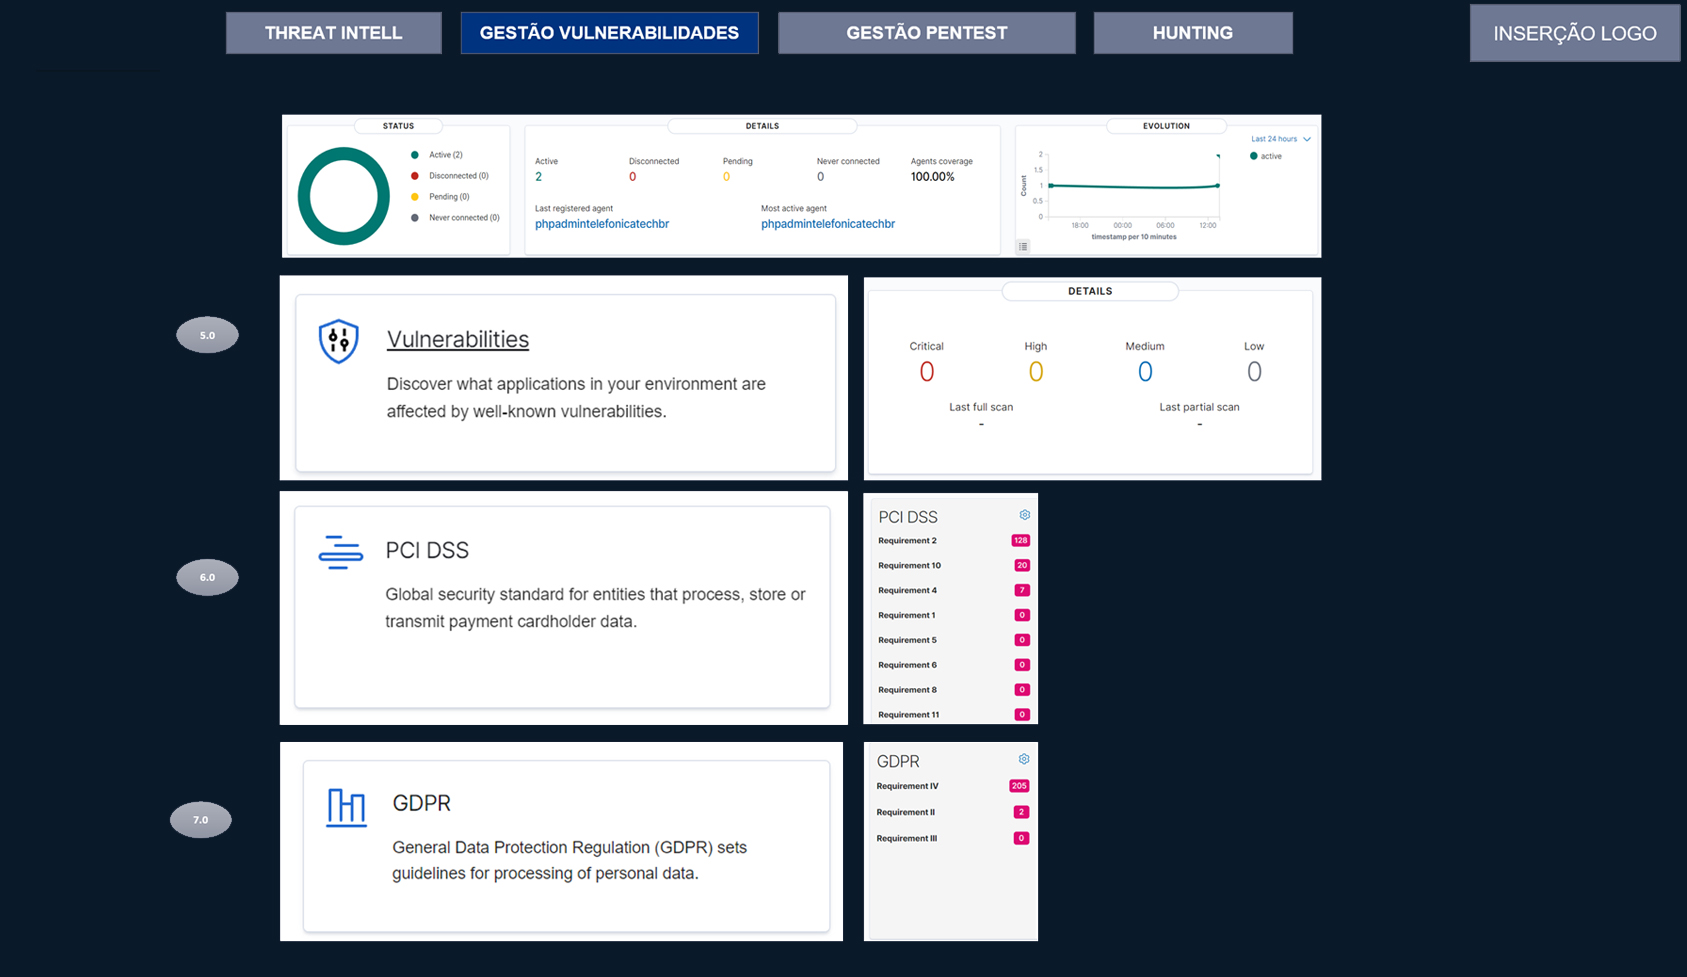 THREAT INTELL
GESTÃO VULNERABILIDADES
GESTÃO PENTEST
HUNTING
INSERÇÃO LOGO
STATUS
Active (2)
Disconnected (0)
Pending (0)
Never connected (0)
DETAILS
Active
2
Disconnected
0
Pending
0
Never connected
0
Agents coverage
100.00%
Last registered agent
phpadmintelefonicatechbr
Most active agent
phpadmintelefonicatechbr
EVOLUTION
Last 24 hours
active
Count
2
1.5
1
0.5
0
18:00 00:00 06:00 12:00
timestamp per 10 minutes
5.0
Vulnerabilities
Discover what applications in your environment are
affected by well-known vulnerabilities.
DETAILS
Critical
0
High
0
Medium
0
Low
0
Last full scan
-
Last partial scan
-
6.0
PCI DSS
Global security standard for entities that process, store or
transmit payment cardholder data.
PCI DSS
Requirement 2 128
Requirement 10 20
Requirement 4 7
Requirement 1 0
Requirement 5 0
Requirement 6 0
Requirement 8 0
Requirement 11 0
7.0
GDPR
General Data Protection Regulation (GDPR) sets
guidelines for processing of personal data.
GDPR
Requirement IV 205
Requirement II 2
Requirement III 0